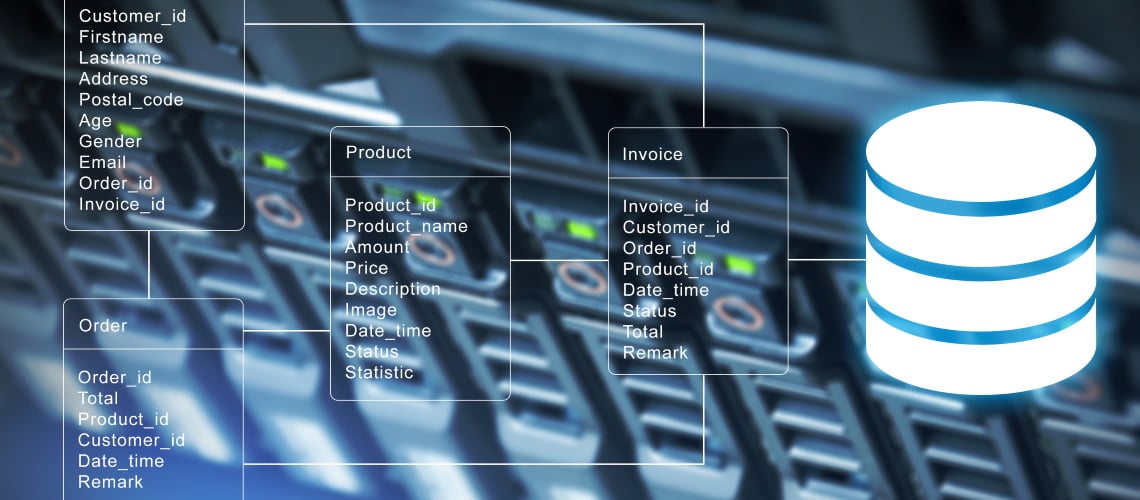 Customer_id
Firstname
Lastname
Address
Postal_code
Age
Gender
Email
Order_id
Invoice_id
Order
Order_id
Total
Product_id
Customer_id
Date_time
Remark
Product
Product_id
Product_name
Amount
Price
Description
Image
Date_time
Status
Statistic
Invoice
Invoice_id
Customer_id
Order_id
Product_id
Date_time
Status
Total
Remark